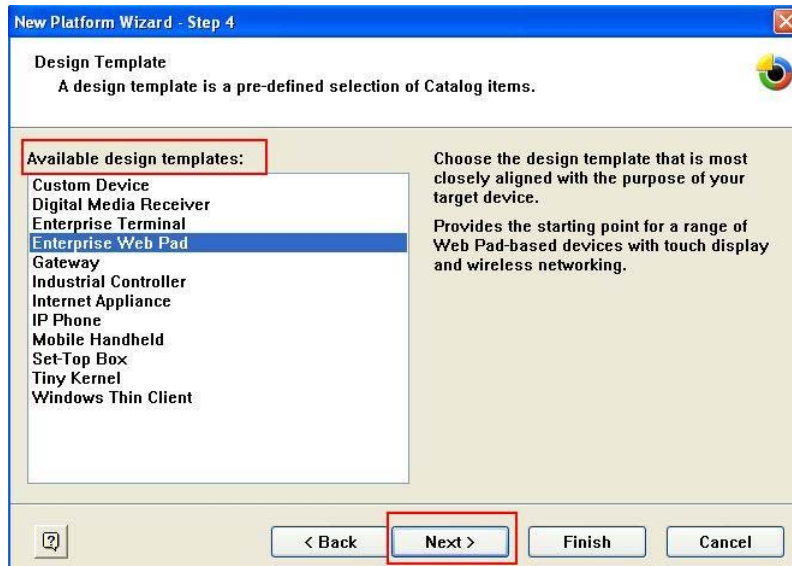 New Platform Wizard - Step 4
Design Template
A design template is a pre-defined selection of Catalog items.
Available design templates:
Custom Device
Digital Media Receiver
Enterprise Terminal
Enterprise Web Pad
Gateway
Industrial Controller
Internet Appliance
IP Phone
Mobile Handheld
Set-Top Box
Tiny Kernel
Windows Thin Client
Choose the design template that is most
closely aligned with the purpose of your
target device.
Provides the starting point for a range of
Web Pad-based devices with touch display
and wireless networking.
?
< Back
Next >
Finish
Cancel